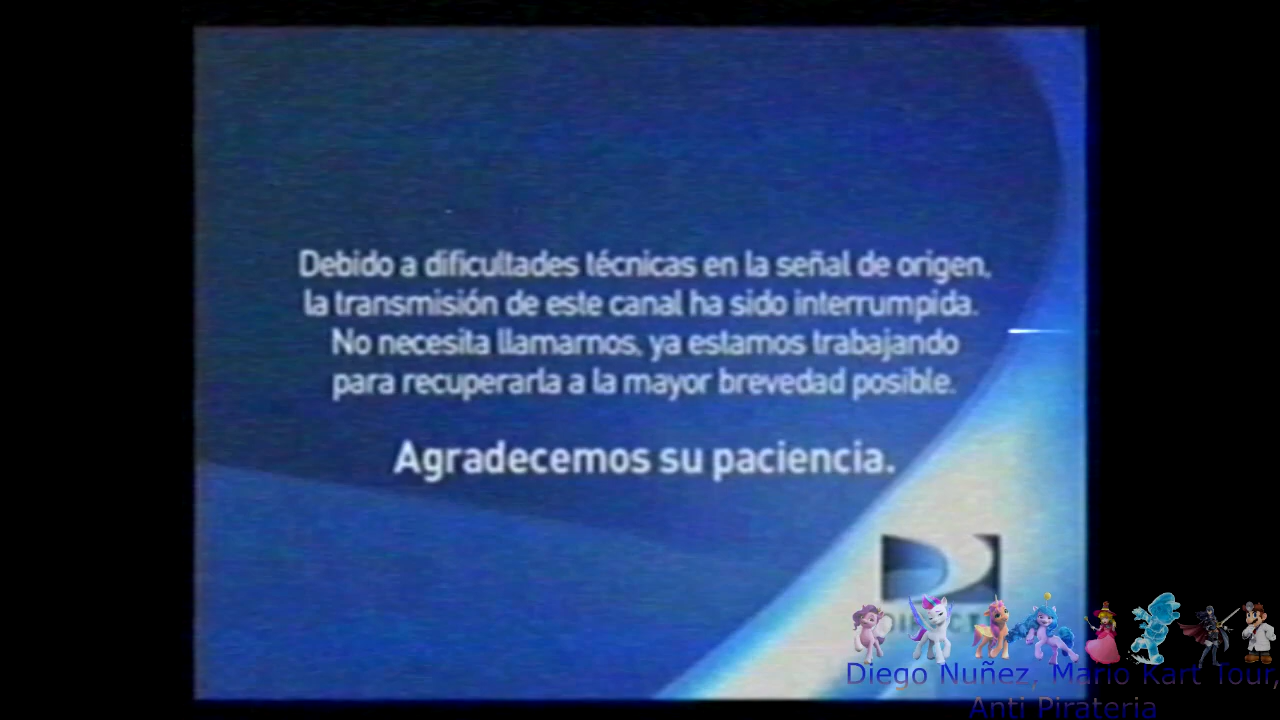 Debido a dificultades técnicas en la señal de origen,
la transmisión de este canal ha sido interrumpida.
No necesita llamarnos, ya estamos trabajando
para recuperarla a la mayor brevedad posible.
Agradecemos su paciencia.
Diego Nuñez, Mario Kart Tour,
Anti Pirateria